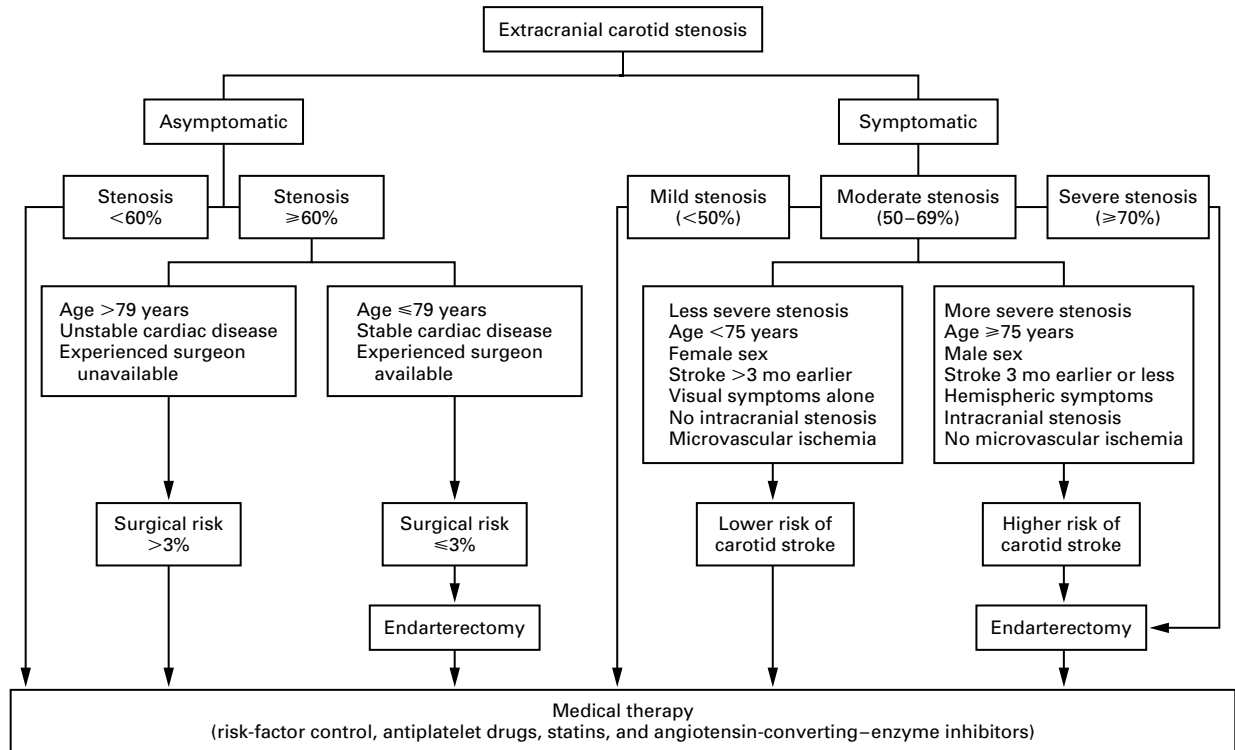 Extracranial carotid stenosis
Asymptomatic
Symptomatic
Stenosis
<60%
Stenosis
⩾60%
Mild stenosis
(<50%)
Moderate stenosis
(50–69%)
Severe stenosis
(⩾70%)
Age >79 years
Unstable cardiac disease
Experienced surgeon
unavailable
Age ⩽79 years
Stable cardiac disease
Experienced surgeon
available
Less severe stenosis
Age <75 years
Female sex
Stroke >3 mo earlier
Visual symptoms alone
No intracranial stenosis
Microvascular ischemia
More severe stenosis
Age ⩾75 years
Male sex
Stroke 3 mo earlier or less
Hemispheric symptoms
Intracranial stenosis
No microvascular ischemia
Surgical risk
>3%
Surgical risk
⩽3%
Lower risk of
carotid stroke
Higher risk of
carotid stroke
Endarterectomy
Endarterectomy
Medical therapy
(risk-factor control, antiplatelet drugs, statins, and angiotensin-converting–enzyme inhibitors)